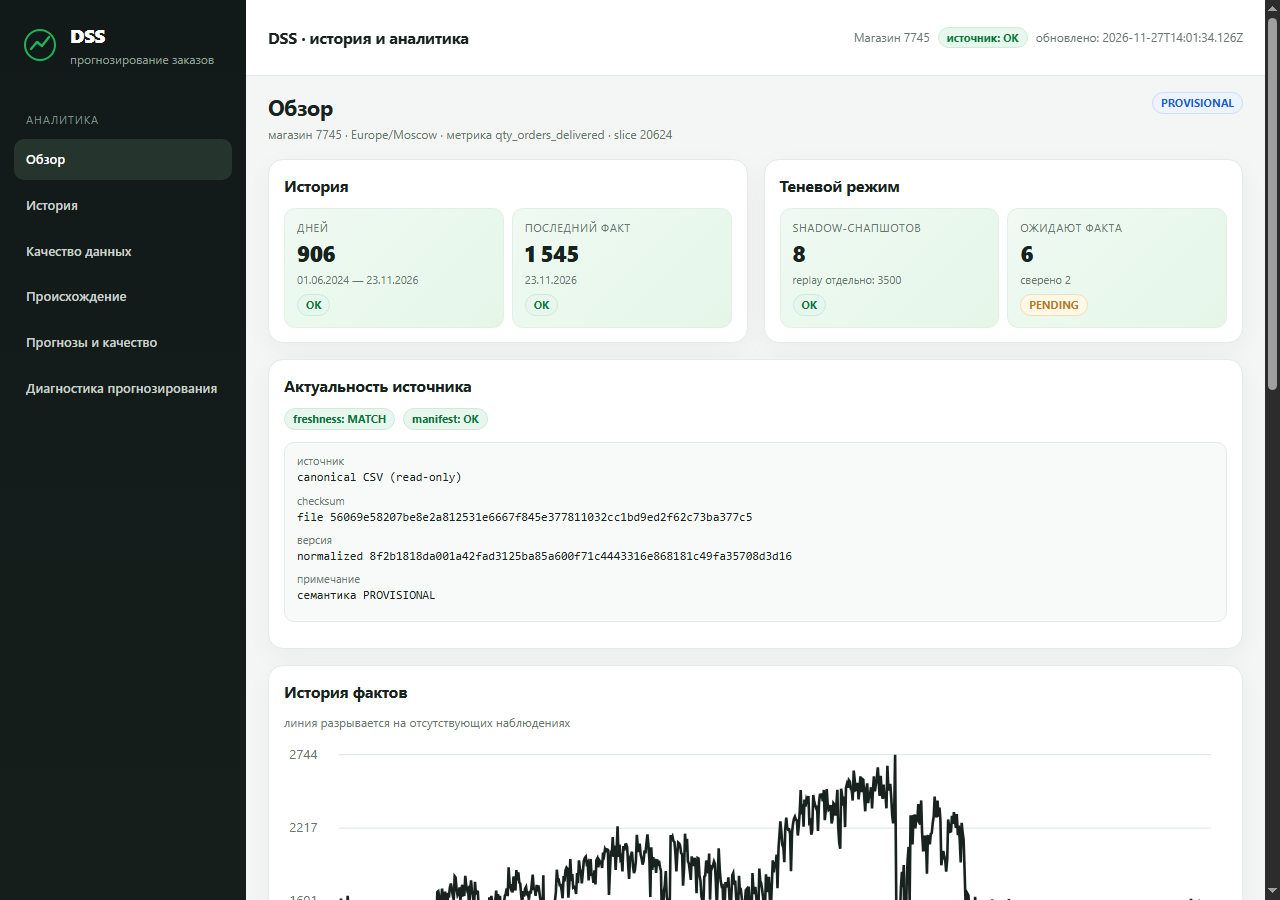 DSS
прогнозирование заказов
АНАЛИТИКА
Обзор
История
Качество данных
Происхождение
Прогнозы и качество
Диагностика прогнозирования
DSS · история и аналитика
Магазин 7745 источник: OK обновлено: 2026-11-27T14:01:34.126Z
Обзор
PROVISIONAL
магазин 7745 · Europe/Moscow · метрика qty_orders_delivered · slice 20624
История
ДНЕЙ
906
01.06.2024 — 23.11.2026
OK
ПОСЛЕДНИЙ ФАКТ
1 545
23.11.2026
OK
Теневой режим
SHADOW-СНАПШОТОВ
8
replay отдельно: 3500
OK
ОЖИДАЮТ ФАКТА
6
сверено 2
PENDING
Актуальность источника
freshness: MATCH manifest: OK
источник
canonical CSV (read-only)
checksum
file 56069e58207be8e2a812531e6667f845e377811032cc1bd9ed2f62c73ba377c5
версия
normalized 8f2b1818da001a42fad3125ba85a600f71c4443316e868181c49fa35708d3d16
примечание
семантика PROVISIONAL
История фактов
линия разрывается на отсутствующих наблюдениях
2744
2217